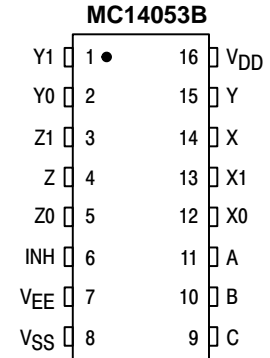 MC14053B
Y1 1 16 VDD
Y0 2 15 Y
Z1 3 14 X
Z 4 13 X1
Z0 5 12 X0
INH 6 11 A
VEE 7 10 B
VSS 8 9 C